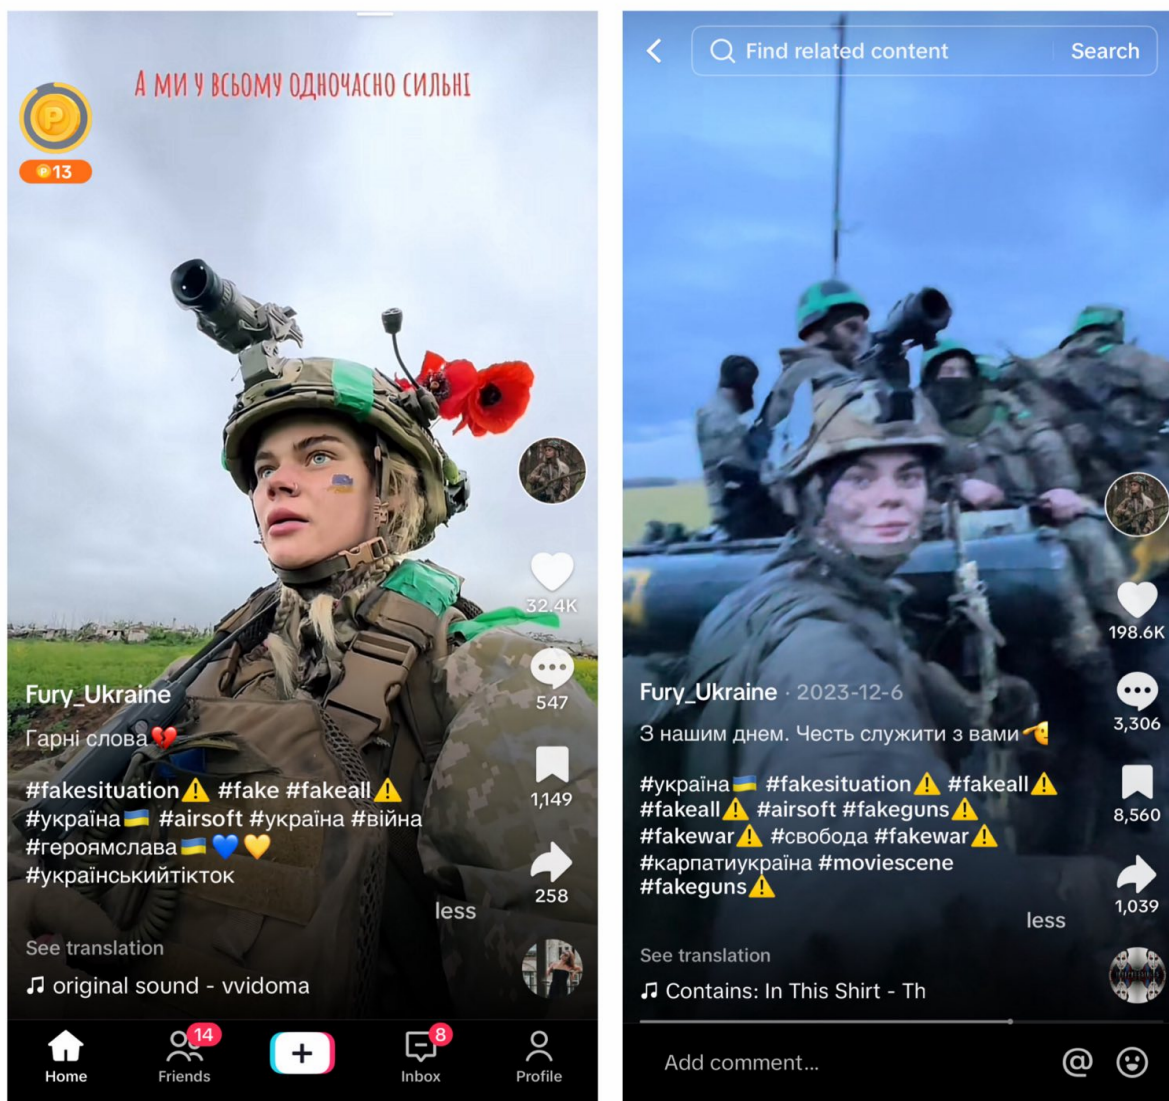 А МИ У ВСЬОМУ ОДНОЧАСНО СИЛЬНІ
P
P 13
32.4K
547
1,149
258
Fury_Ukraine
Гарні слова💔
#fakesituation⚠️ #fake #fakeall⚠️
#україна🇺🇦 #airsoft #україна #війна
#героямслава🇺🇦💙💛
#українськийтікток
less
See translation
♫ original sound - vvidoma
Home
14
Friends
+
8
Inbox
Profile
Find related content
Search
198.6K
3,306
8,560
1,039
Fury_Ukraine · 2023-12-6
З нашим днем. Честь служити з вами🫡
#україна🇺🇦 #fakesituation⚠️ #fakeall⚠️
#fakeall⚠️ #airsoft #fakeguns⚠️
#fakewar⚠️ #свобода #fakewar⚠️
#карпатиукраїна #moviescene
#fakeguns⚠️
less
See translation
♫ Contains: In This Shirt - Th
Add comment...
@